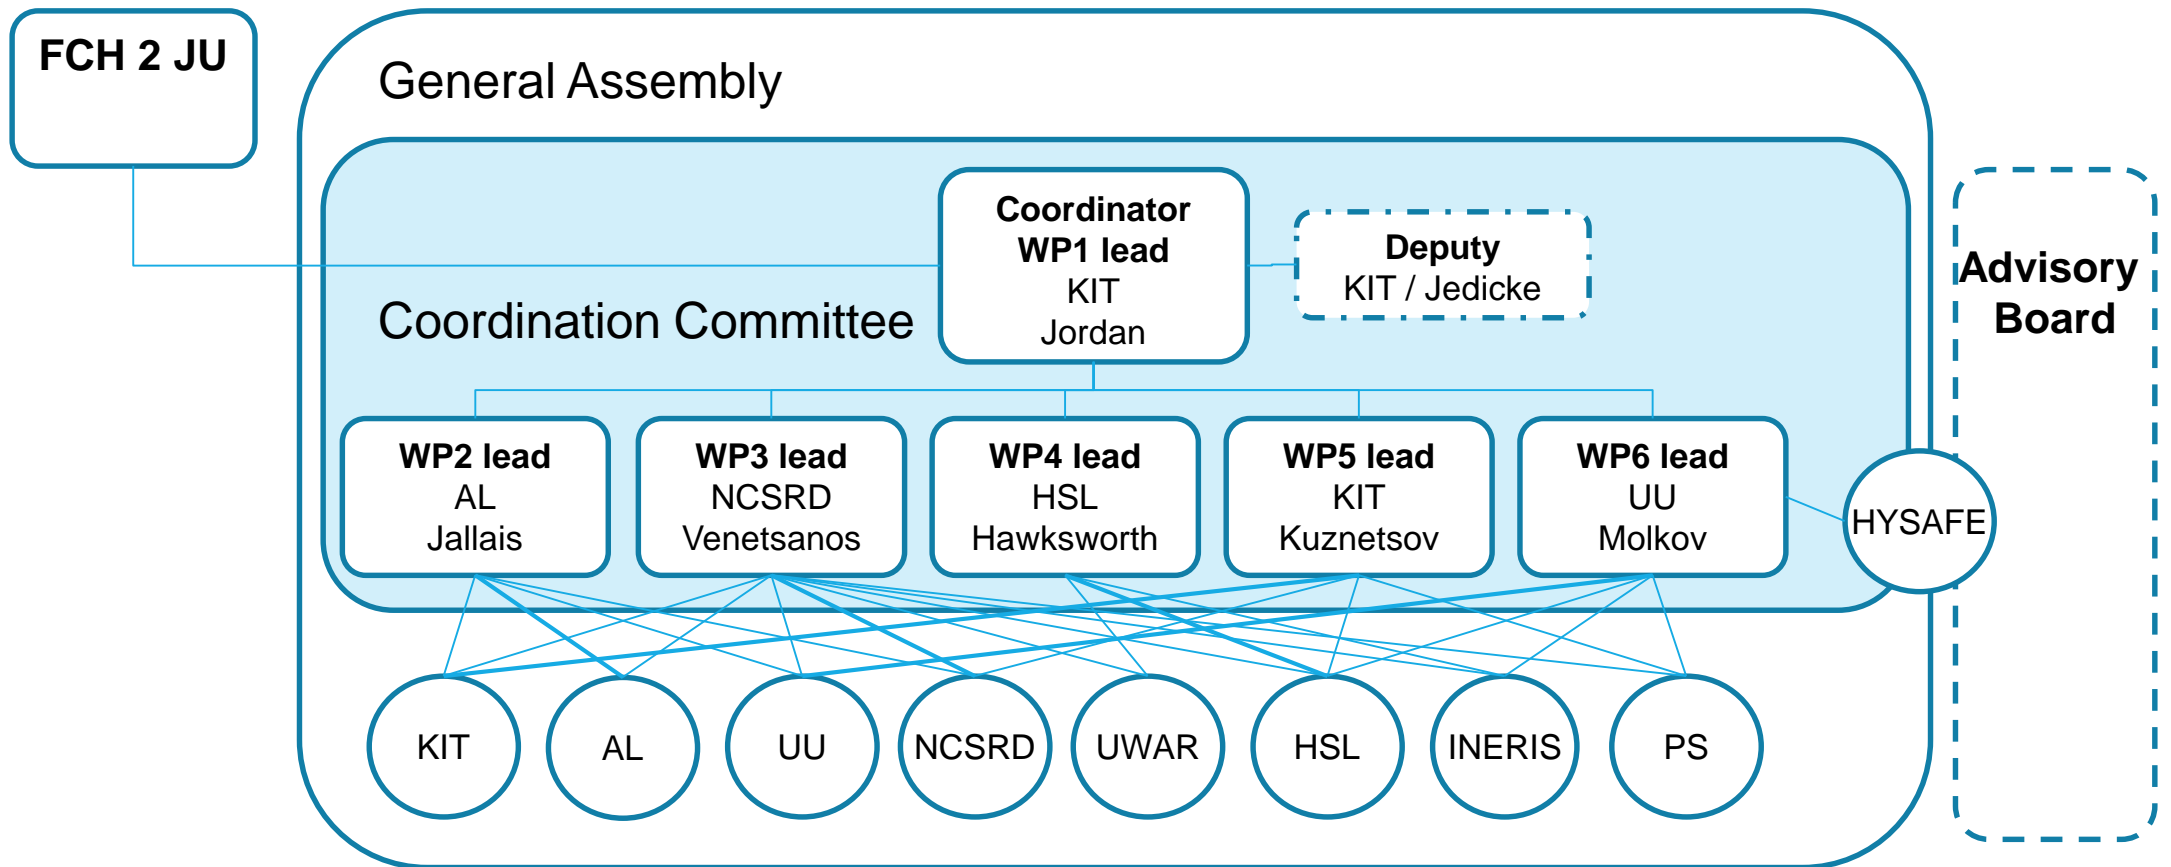 FCH 2 JU
General Assembly
Coordinator
WP1 lead
KIT
Jordan
Deputy
KIT / Jedicke
Coordination Committee
Advisory
Board
WP2 lead
AL
Jallais
WP3 lead
NCSRD
Venetsanos
WP4 lead
HSL
Hawksworth
WP5 lead
KIT
Kuznetsov
WP6 lead
UU
Molkov
HYSAFE
KIT
AL
UU
NCSRD
UWAR
HSL
INERIS
PS